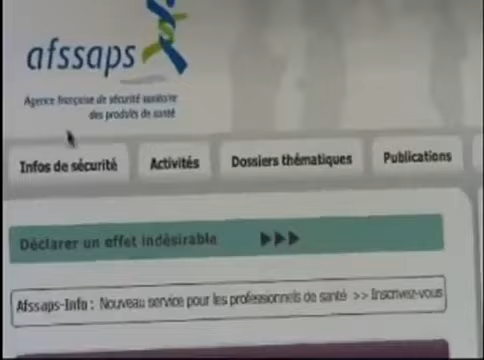 afssaps
Agence française de sécurité sanitaire
des produits de santé
Infos de sécurité
Activités
Dossiers thématiques
Publications
Déclarer un effet indésirable
Afssaps-Info : Nouveau service pour les professionnels de santé >> Inscrivez-vous